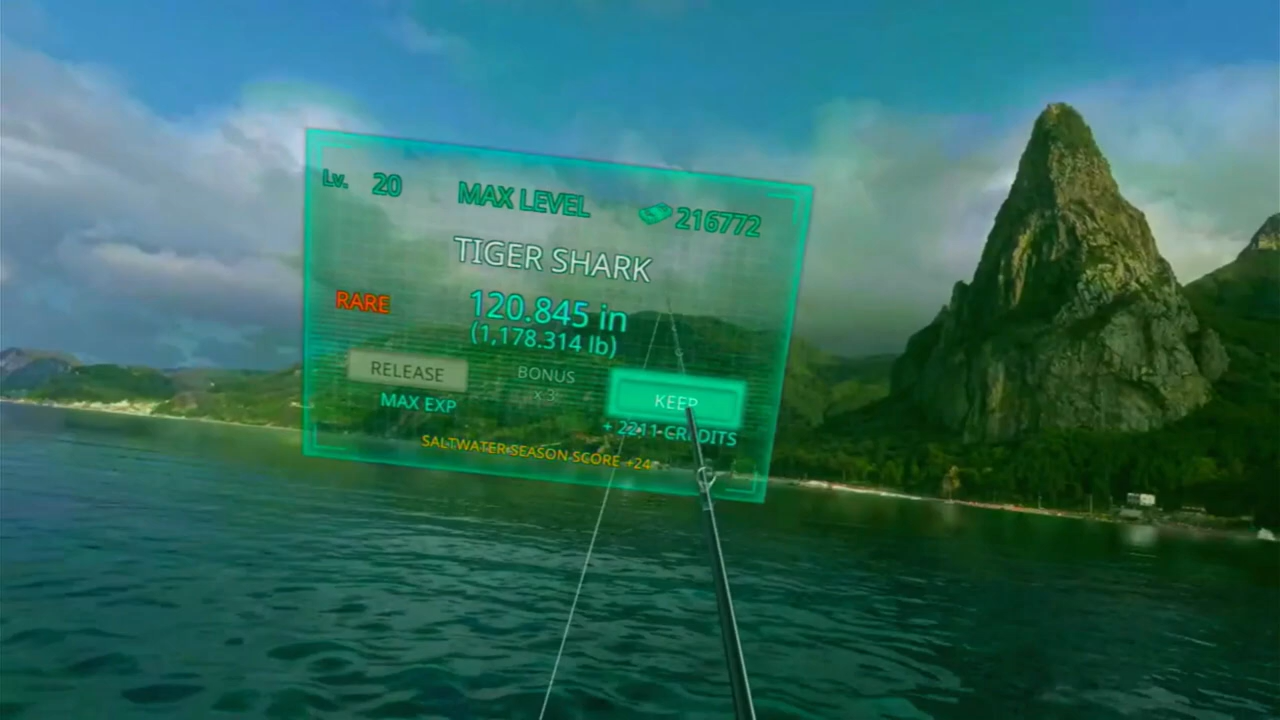 Lv. 20 MAX LEVEL 216772
TIGER SHARK
RARE 120.845 in
(1,178.314 lb)
RELEASE BONUS KEEP
MAX EXP x 3 + 2211 CREDITS
SALTWATER SEASON SCORE +24